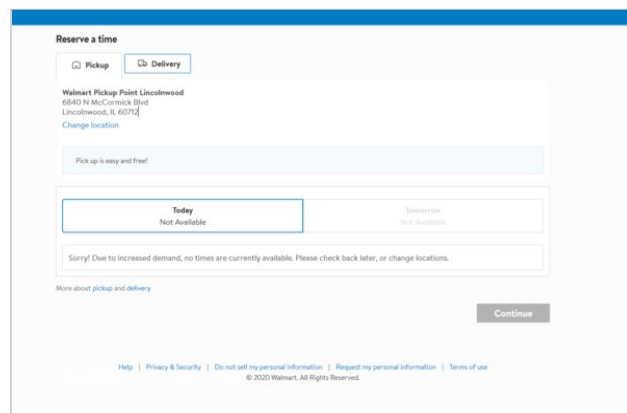 Reserve a time
Pickup
Delivery
Walmart Pickup Point Lincolnwood
6840 N McCormick Blvd
Lincolnwood, IL 60712
Change location
Pick up is easy and free!
Today
Not Available
Tomorrow
Not Available
Sorry! Due to increased demand, no times are currently available. Please check back later, or change locations.
More about pickup and delivery
Continue
Help | Privacy & Security | Do not sell my personal information | Request my personal information | Terms of use
© 2020 Walmart. All Rights Reserved.